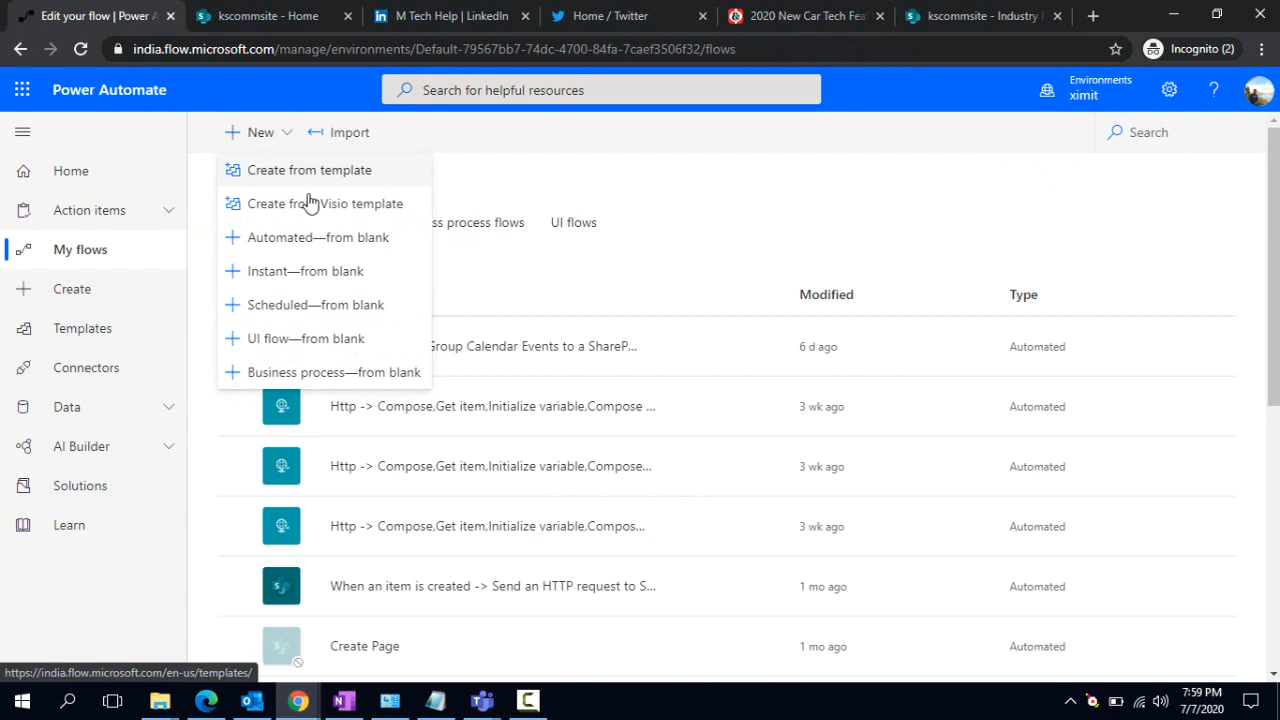 Edit your flow | Power A
kscommsite - Home
M Tech Help | LinkedIn
Home / Twitter
2020 New Car Tech Fea
kscommsite - Industry N
india.flow.microsoft.com/manage/environments/Default-79567bb7-74dc-4700-84fa-7caef3506f32/flows
Incognito (2)
Power Automate
Search for helpful resources
Environments
ximit
New
Import
Search
Home
Action items
My flows
Create
Templates
Connectors
Data
AI Builder
Solutions
Learn
Create from template
Create from Visio template
Automated—from blank
Instant—from blank
Scheduled—from blank
UI flow—from blank
Business process—from blank
ss process flows
UI flows
Modified
Type
Group Calendar Events to a ShareP...
6 d ago
Automated
Http -> Compose,Get item,Initialize variable,Compose ...
3 wk ago
Automated
Http -> Compose,Get item,Initialize variable,Compose...
3 wk ago
Automated
Http -> Compose,Get item,Initialize variable,Compos...
3 wk ago
Automated
When an item is created -> Send an HTTP request to S...
1 mo ago
Automated
Create Page
1 mo ago
Automated
https://india.flow.microsoft.com/en-us/templates/
7:59 PM
7/7/2020